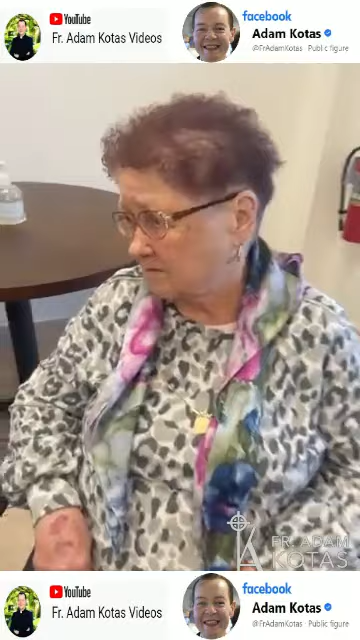 YouTube
Fr. Adam Kotas Videos
facebook
Adam Kotas
@FrAdamKotas · Public figure
FR. ADAM
KOTAS
YouTube
Fr. Adam Kotas Videos
facebook
Adam Kotas
@FrAdamKotas · Public figure